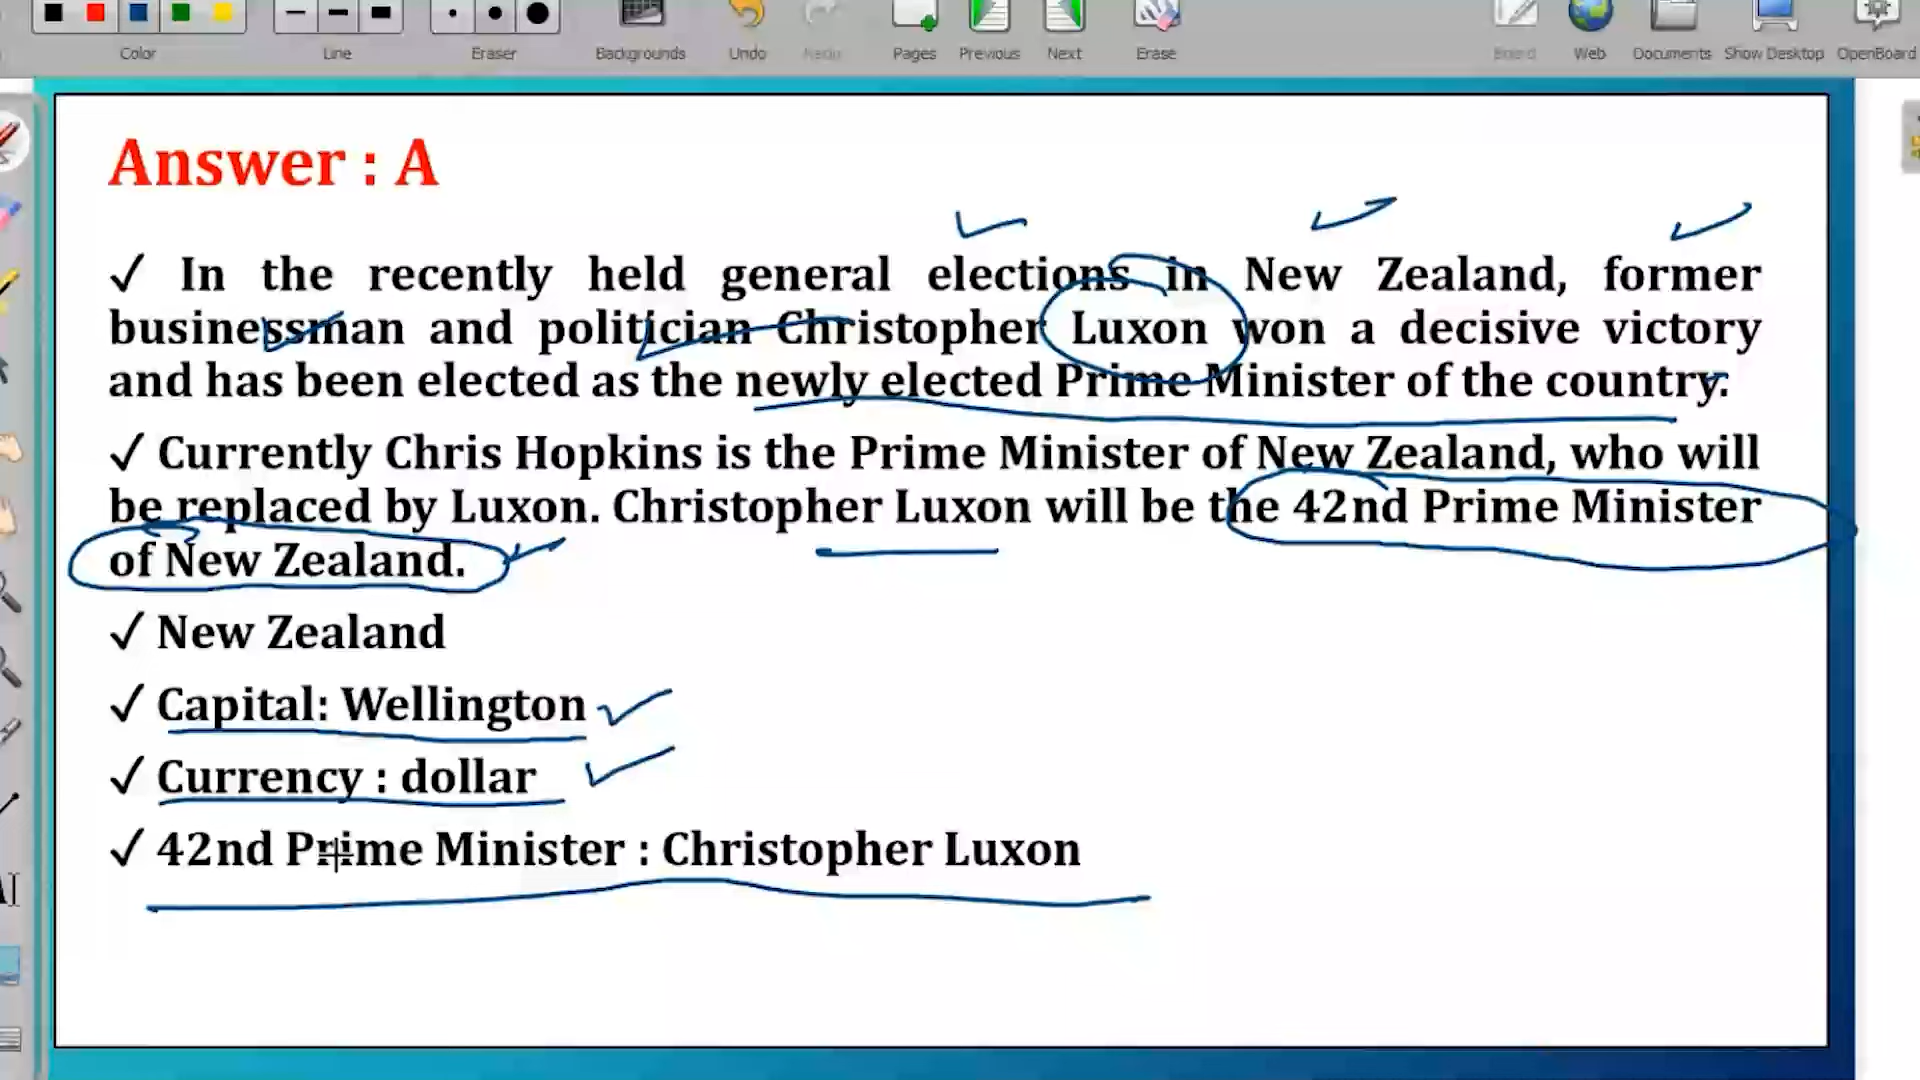 Color Line Eraser Backgrounds Undo Redo Pages Previous Next Erase Board Web Documents Show Desktop OpenBoard
Answer : A
✓ In the recently held general elections in New Zealand, former
businessman and politician Christopher Luxon won a decisive victory
and has been elected as the newly elected Prime Minister of the country.
✓ Currently Chris Hopkins is the Prime Minister of New Zealand, who will
be replaced by Luxon. Christopher Luxon will be the 42nd Prime Minister
of New Zealand.
✓ New Zealand
✓ Capital: Wellington
✓ Currency : dollar
✓ 42nd Prime Minister : Christopher Luxon